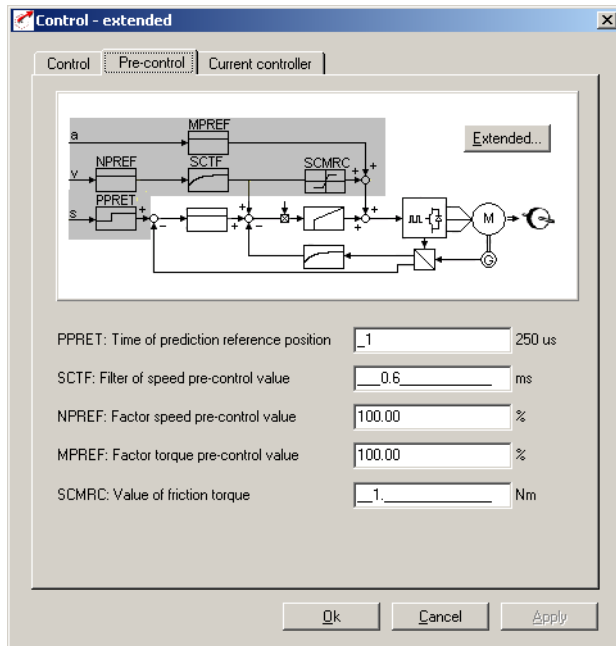 Control - extended
Control Pre-control Current controller
MPREF
a
Extended...
NPREF SCTF SCMRC
v
PPRET
s
M
G
PPRET: Time of prediction reference position _1 250 us
SCTF: Filter of speed pre-control value ___0.6___________ ms
NPREF: Factor speed pre-control value 100.00 %
MPREF: Factor torque pre-control value 100.00 %
SCMRC: Value of friction torque __1._____________ Nm
Ok Cancel Apply